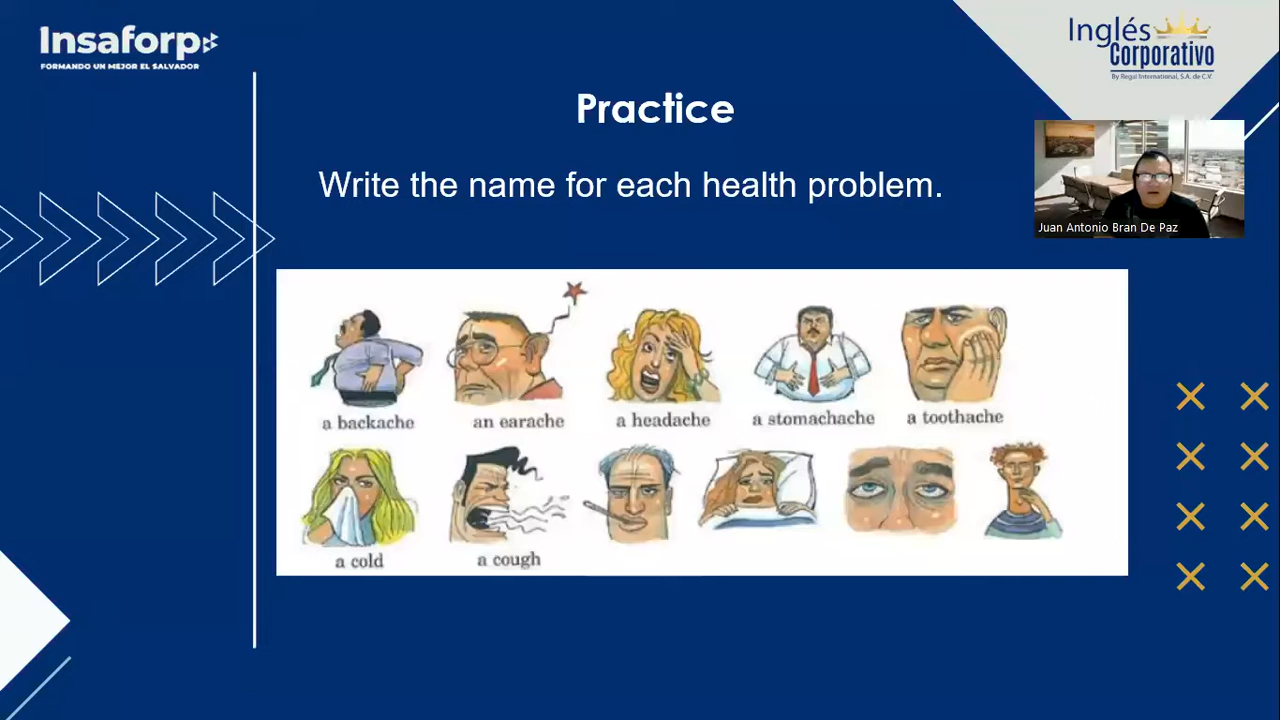 Insaforp
FORMANDO UN MEJOR EL SALVADOR
Inglés
Corporativo
By Regui International, S.A. de C.V.
Practice
Write the name for each health problem.
Juan Antonio Bran De Paz
a backache
an earache
a headache
a stomachache
a toothache
a cold
a cough